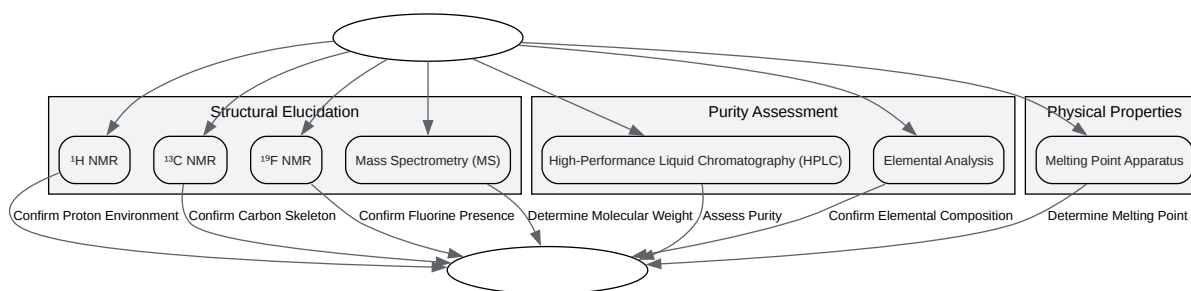 Structural Elucidation
Purity Assessment
Physical Properties
¹H NMR
¹³C NMR
¹⁹F NMR
Mass Spectrometry (MS)
High-Performance Liquid Chromatography (HPLC)
Elemental Analysis
Melting Point Apparatus
Confirm Proton Environment
Confirm Carbon Skeleton
Confirm Fluorine Presence
Determine Molecular Weight
Assess Purity
Confirm Elemental Composition
Determine Melting Point